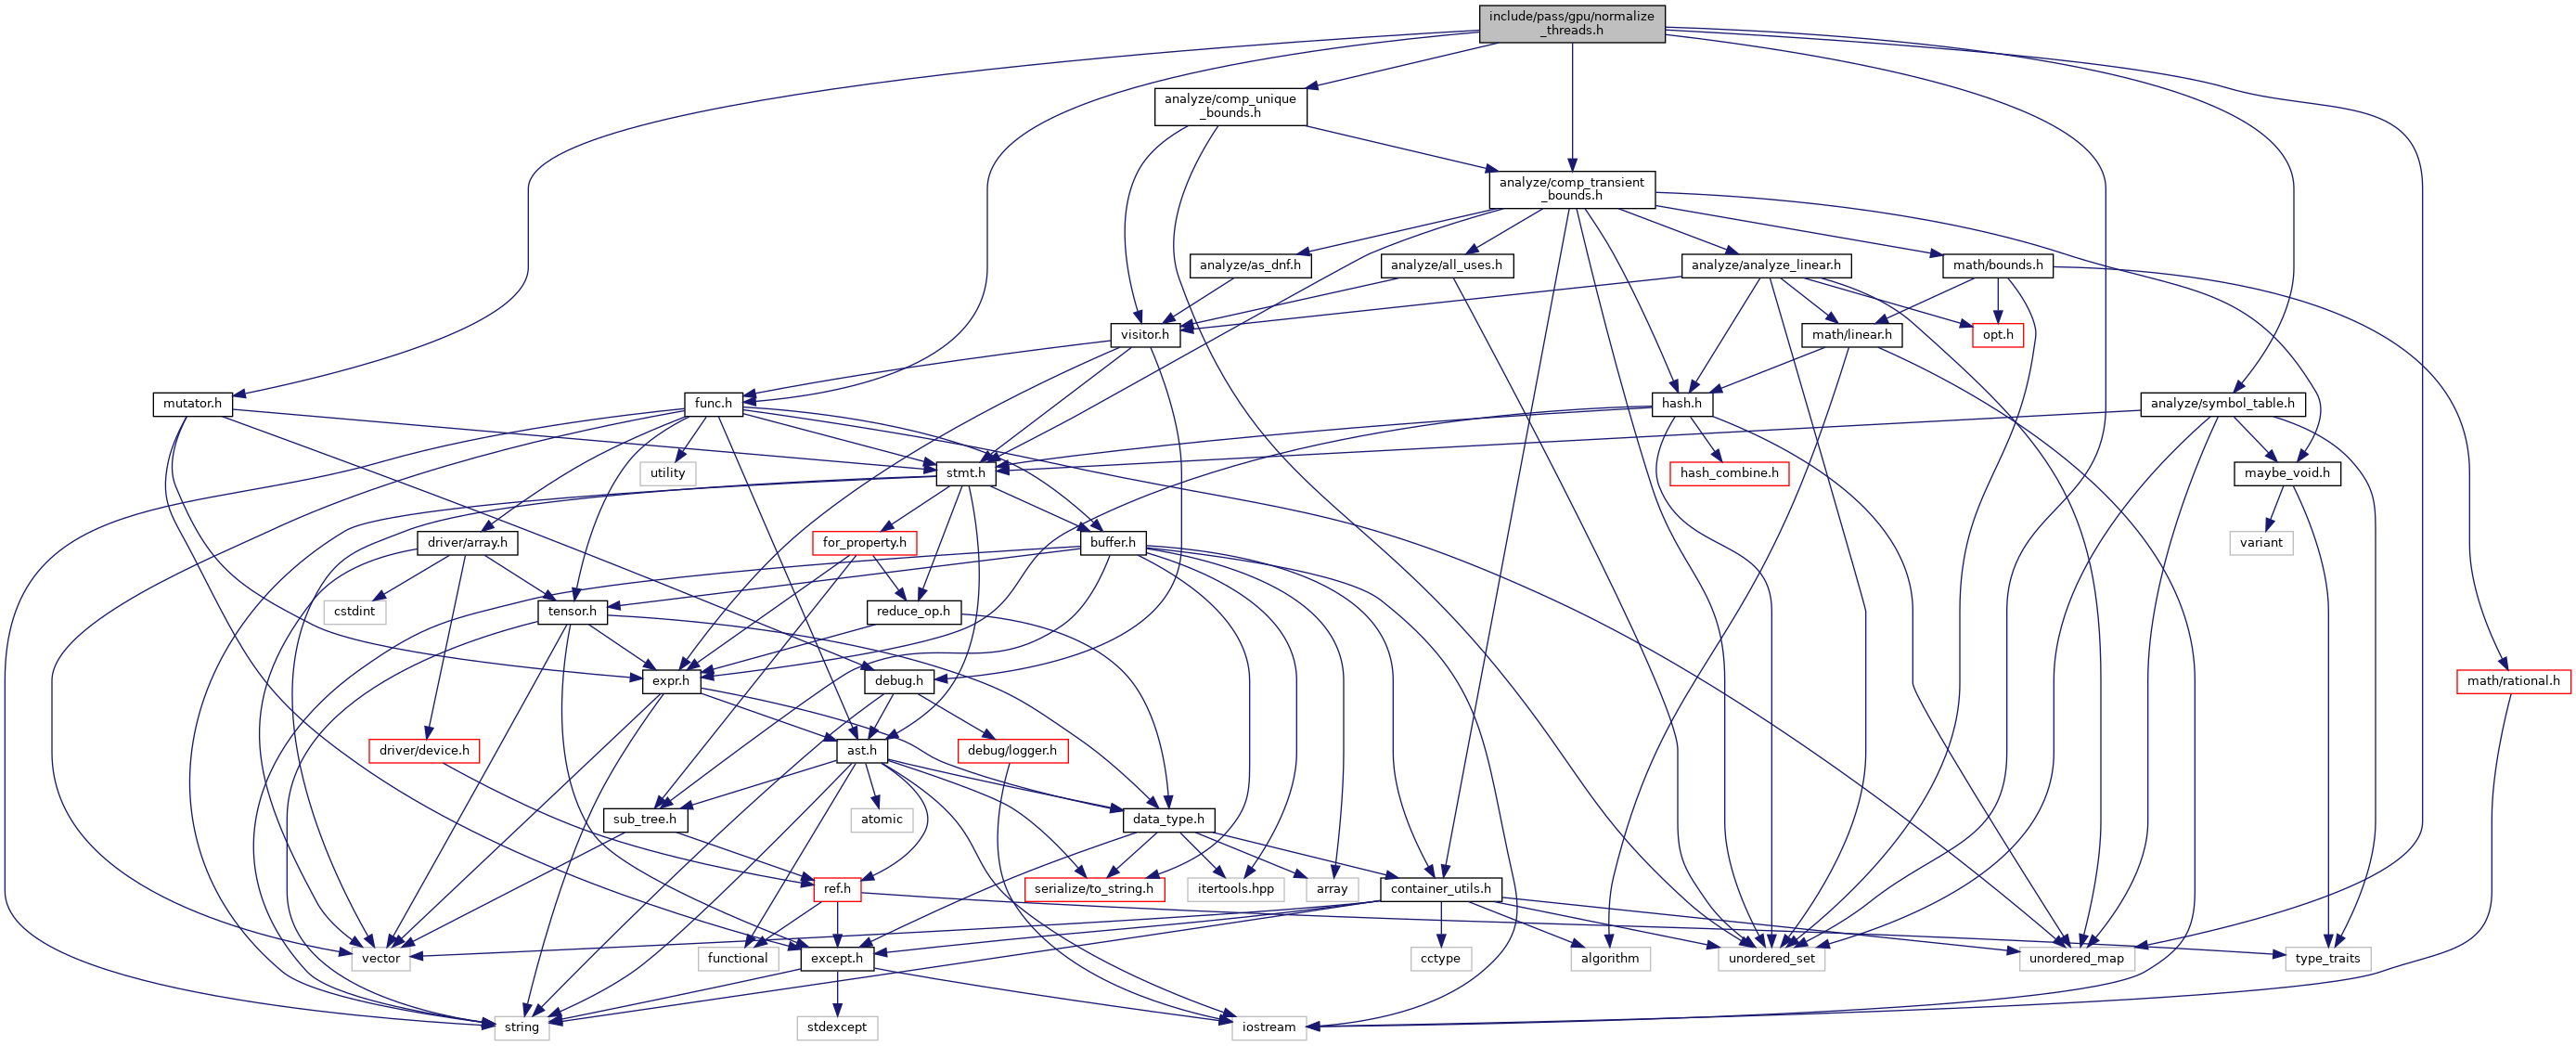 include/pass/gpu/normalize
_threads.h
analyze/comp_unique
_bounds.h
analyze/comp_transient
_bounds.h
analyze/as_dnf.h
analyze/all_uses.h
analyze/analyze_linear.h
math/bounds.h
visitor.h
math/linear.h
opt.h
mutator.h
func.h
hash.h
analyze/symbol_table.h
utility
stmt.h
hash_combine.h
maybe_void.h
driver/array.h
for_property.h
buffer.h
variant
cstdint
tensor.h
reduce_op.h
expr.h
debug.h
math/rational.h
driver/device.h
ast.h
debug/logger.h
sub_tree.h
atomic
data_type.h
ref.h
serialize/to_string.h
itertools.hpp
array
container_utils.h
vector
functional
except.h
cctype
algorithm
unordered_set
unordered_map
type_traits
string
stdexcept
iostream